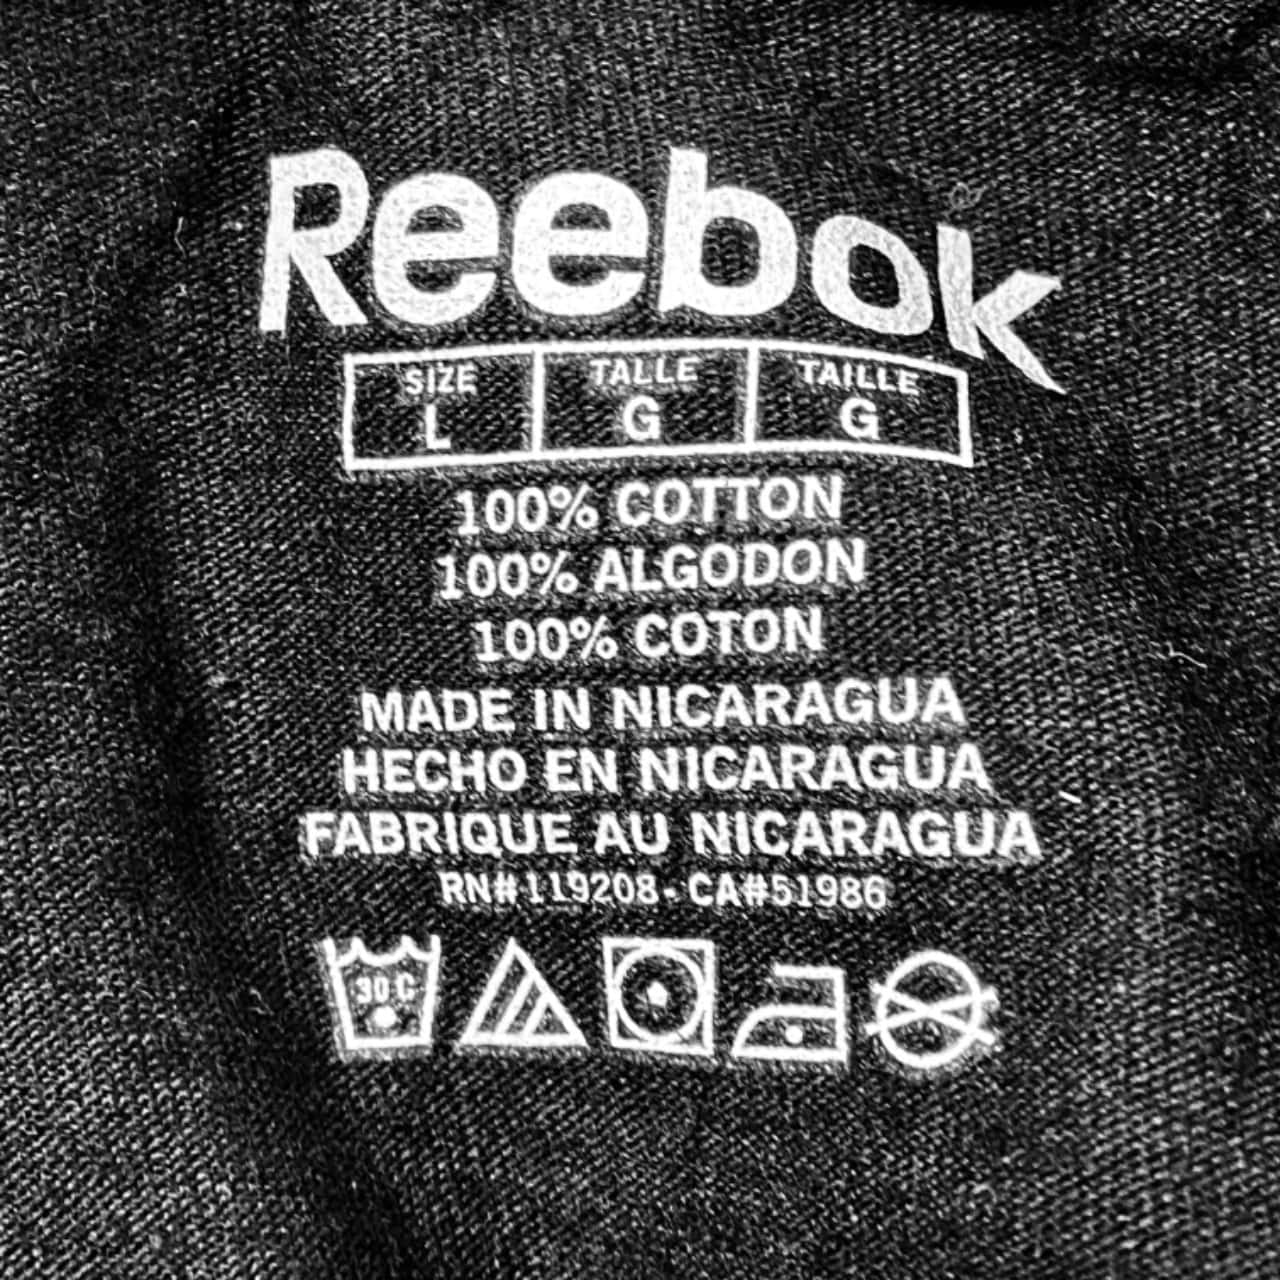 Reebok
SIZE TALLE TAILLE
L G G
100% COTTON
100% ALGODON
100% COTON
MADE IN NICARAGUA
HECHO EN NICARAGUA
FABRIQUE AU NICARAGUA
RN#119208-CA#51986
30 C